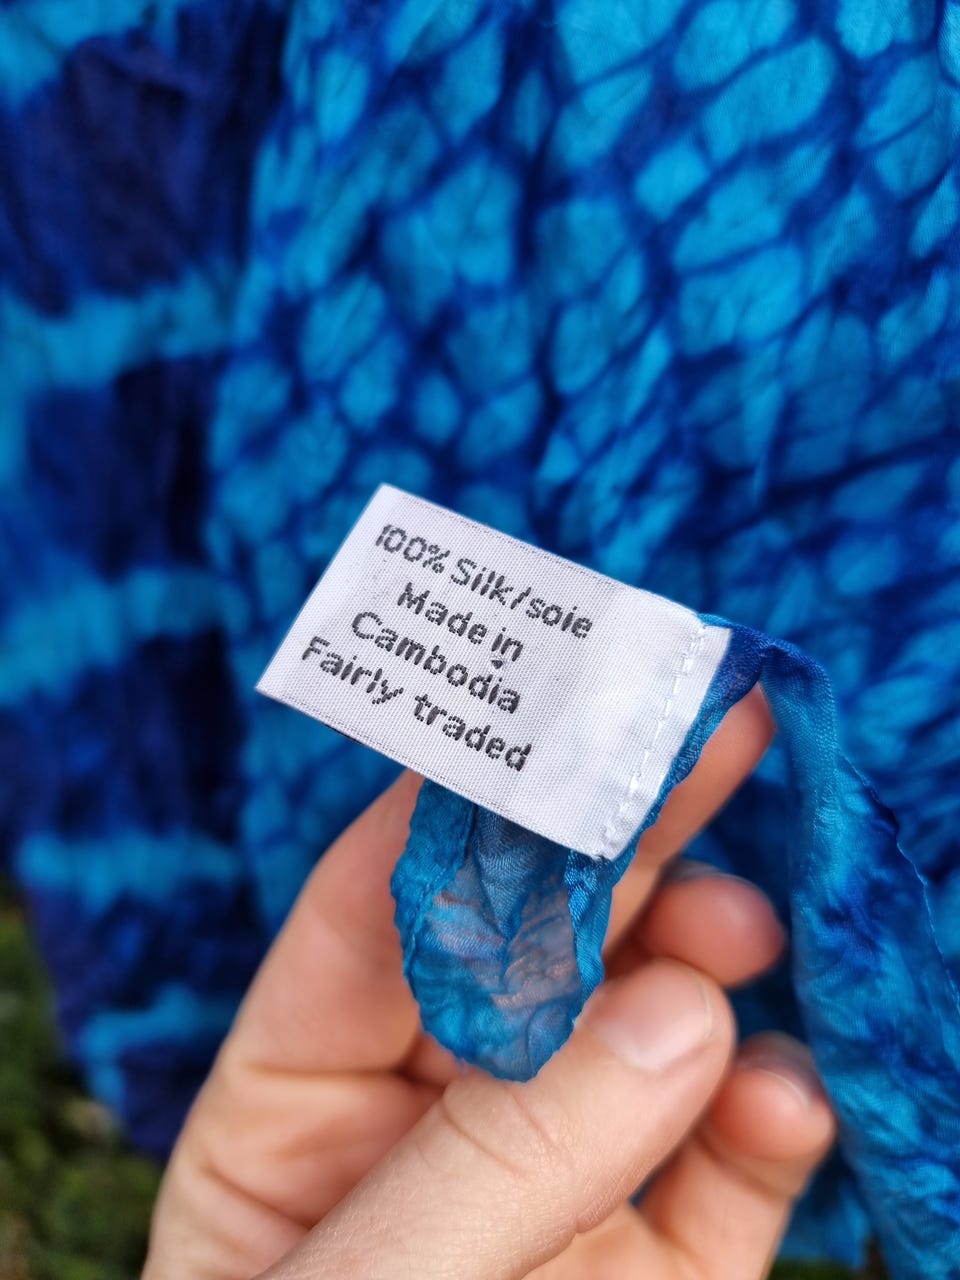 100% Silk/soie
Made in
Cambodia
Fairly traded